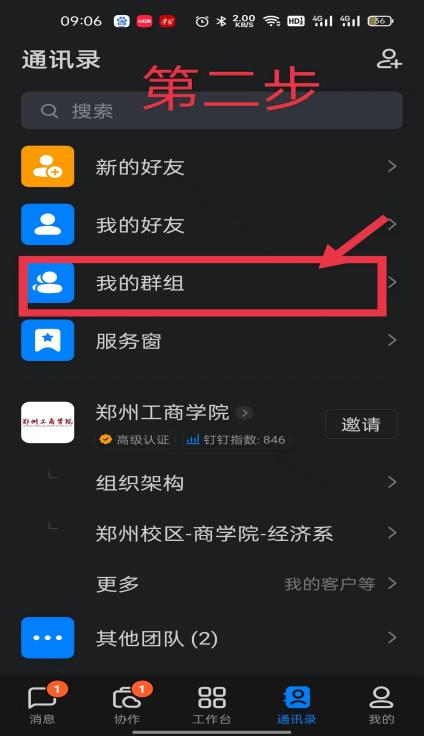 09:06 2.00 KB/S HD 4G 4G 56
通讯录
第二步
搜索
新的好友
我的好友
我的群组
服务窗
郑州工商学院
郑州工商学院
邀请
高级认证 钉钉指数: 846
组织架构
郑州校区-商学院-经济系
更多 我的客户等
其他团队 (2)
1 1
消息 协作 工作台 通讯录 我的